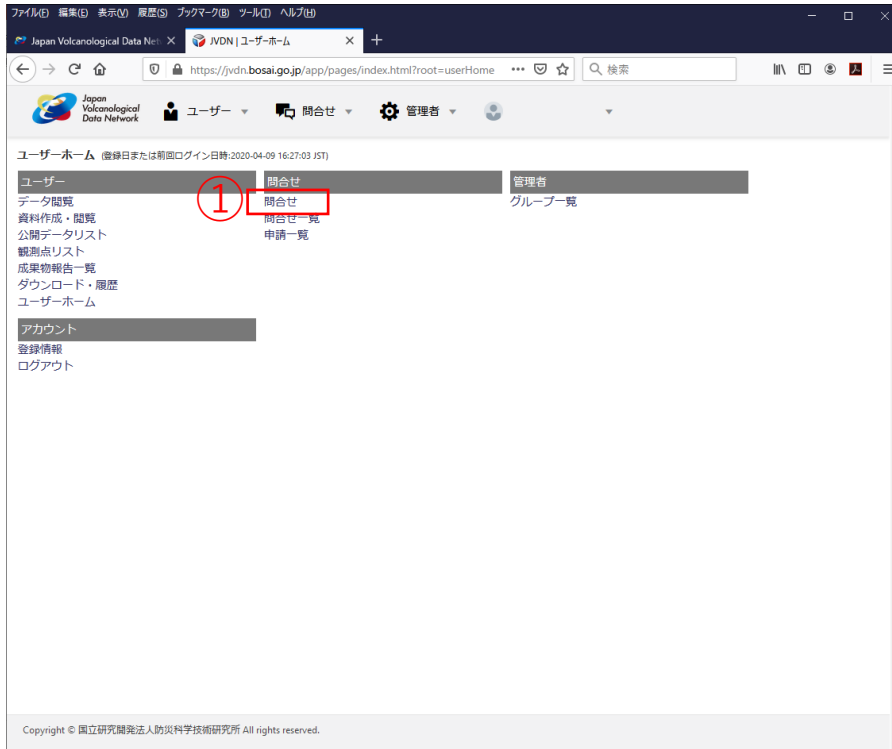 ファイル(F) 編集(E) 表示(V) 履歴(S) ブックマーク(B) ツール(T) ヘルプ(H)
Japan Volcanological Data Net
JVDN | ユーザーホーム
https://jvdn.bosai.go.jp/app/pages/index.html?root=userHome
検索
Japan
Volcanological
Data Network
ユーザー
問合せ
管理者
ユーザーホーム (登録日または前回ログイン日時:2020-04-09 16:27:03 JST)
ユーザー
データ閲覧
資料作成・閲覧
公開データリスト
観測点リスト
成果物報告一覧
ダウンロード・履歴
ユーザーホーム
①
問合せ
問合せ
問合せ一覧
申請一覧
管理者
グループ一覧
アカウント
登録情報
ログアウト
Copyright © 国立研究開発法人防災科学技術研究所 All rights reserved.